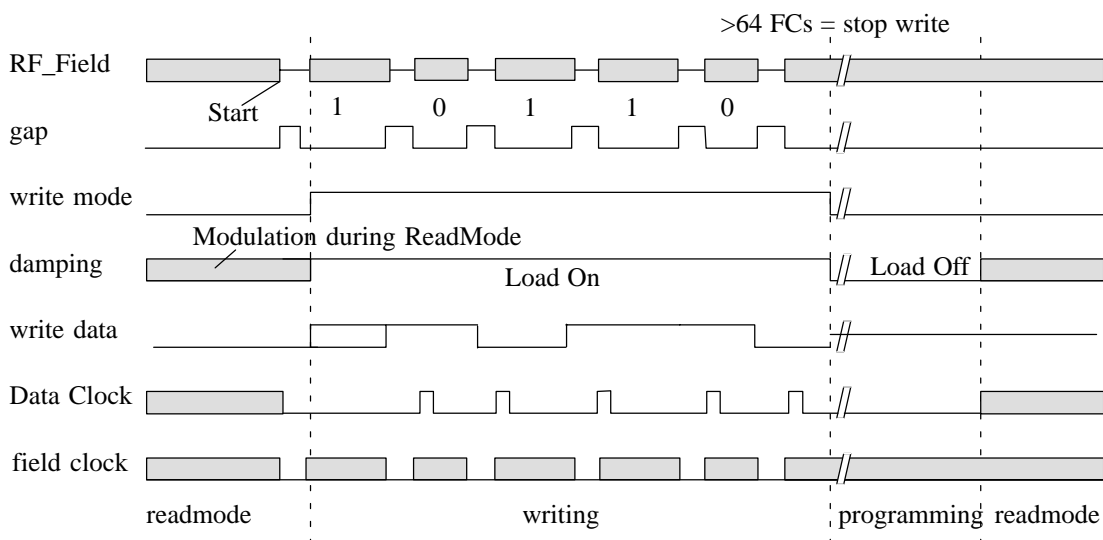 >64 FCs = stop write
RF_Field
Start
1 0 1 1 0
gap
write mode
Modulation during ReadMode
damping
Load On
Load Off
write data
Data Clock
field clock
readmode writing programming readmode